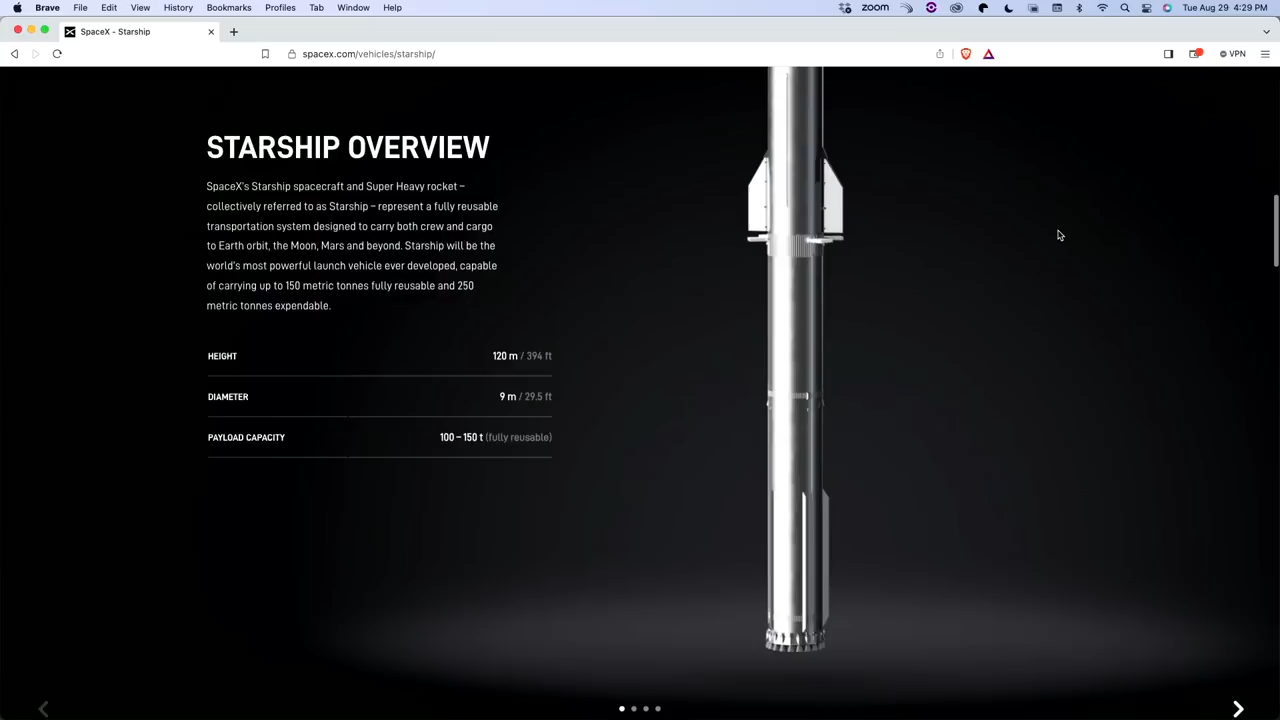 Brave File Edit View History Bookmarks Profiles Tab Window Help zoom Tue Aug 29 4:29 PM
SpaceX - Starship
spacex.com/vehicles/starship/ VPN
STARSHIP OVERVIEW
SpaceX's Starship spacecraft and Super Heavy rocket –
collectively referred to as Starship – represent a fully reusable
transportation system designed to carry both crew and cargo
to Earth orbit, the Moon, Mars and beyond. Starship will be the
world's most powerful launch vehicle ever developed, capable
of carrying up to 150 metric tonnes fully reusable and 250
metric tonnes expendable.
HEIGHT 120 m / 394 ft
DIAMETER 9 m / 29.5 ft
PAYLOAD CAPACITY 100 – 150 t (fully reusable)